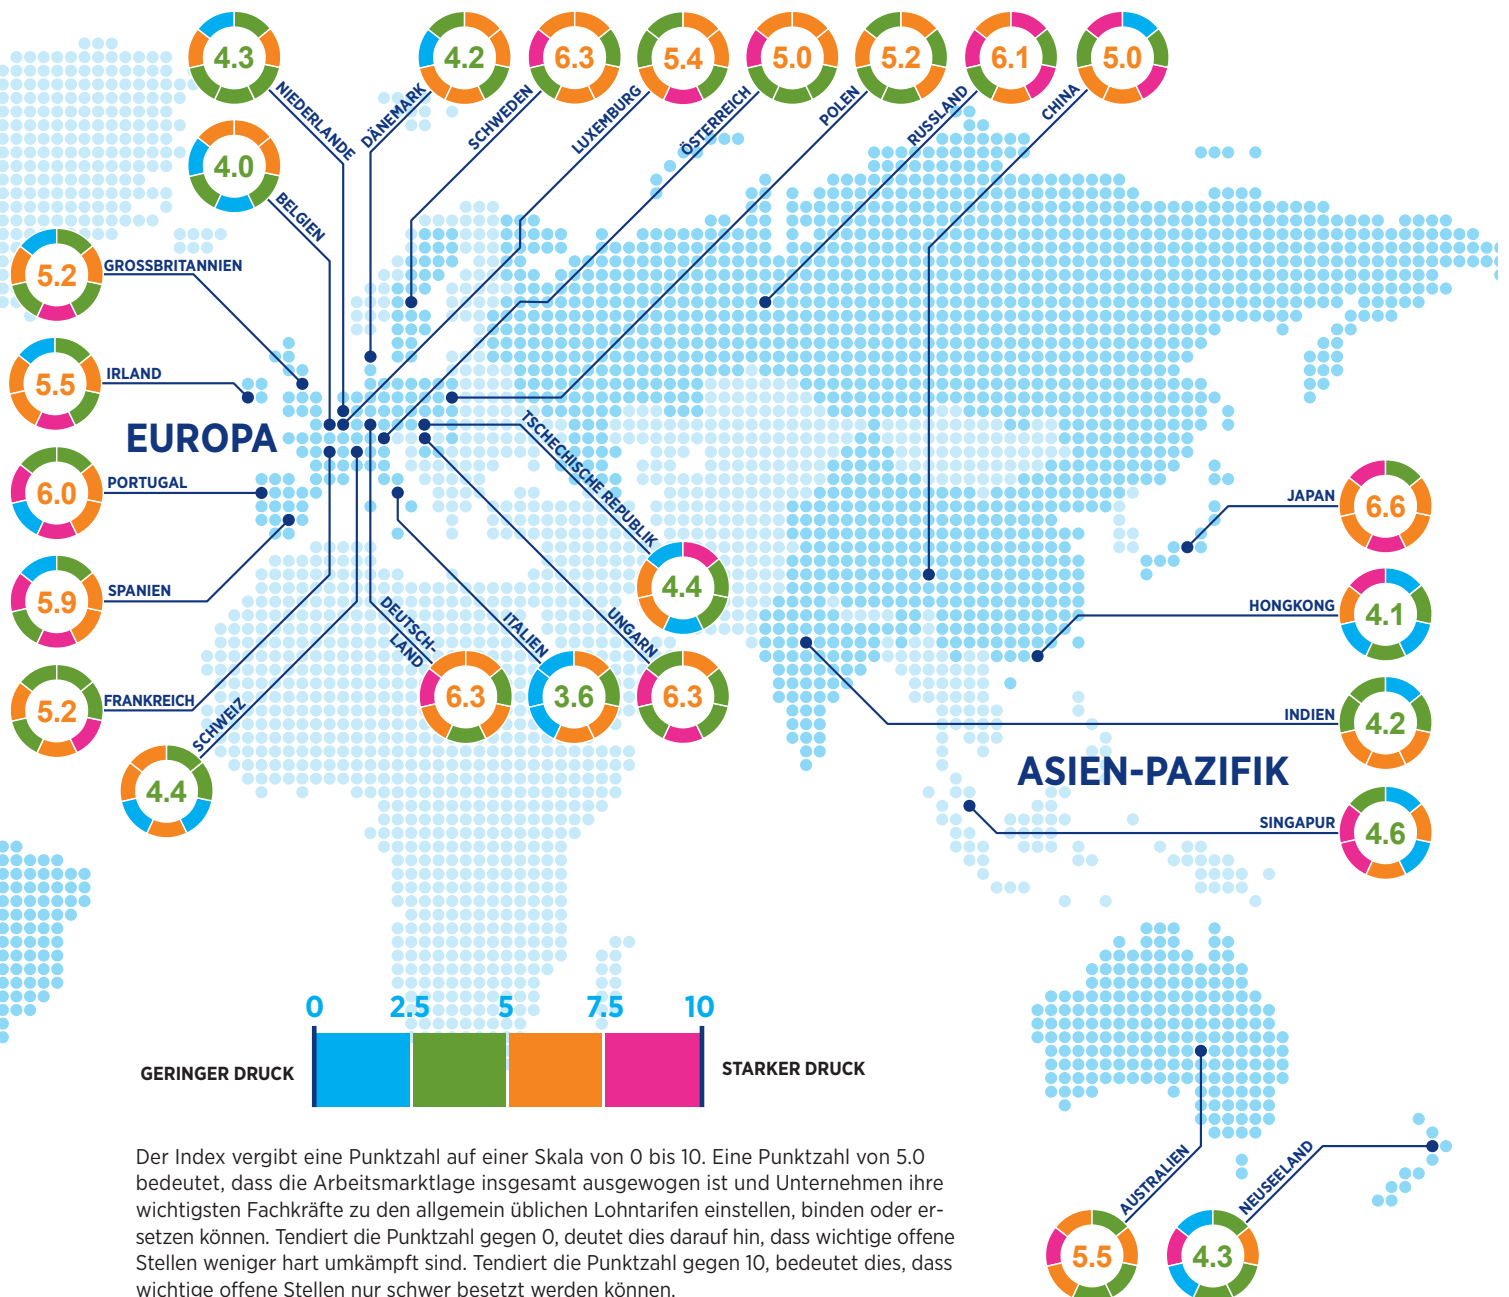 4.3
NIEDERLANDE
4.2
DÄNEMARK
6.3
SCHWEDEN
5.4
LUXEMBURG
5.0
ÖSTERREICH
5.2
POLEN
6.1
RUSSLAND
5.0
CHINA
4.0
BELGIEN
5.2
GROSSBRITANNIEN
5.5
IRLAND
EUROPA
6.0
PORTUGAL
5.9
SPANIEN
5.2
FRANKREICH
4.4
SCHWEIZ
DEUTSCH-
LAND
6.3
ITALIEN
3.6
UNGARN
6.3
TSCHECHISCHE REPUBLIK
4.4
JAPAN
6.6
HONGKONG
4.1
INDIEN
4.2
ASIEN-PAZIFIK
SINGAPUR
4.6
0 2.5 5 7.5 10
GERINGER DRUCK
STARKER DRUCK
AUSTRALIEN
5.5
NEUSEELAND
4.3
Der Index vergibt eine Punktzahl auf einer Skala von 0 bis 10. Eine Punktzahl von 5.0
bedeutet, dass die Arbeitsmarktlage insgesamt ausgewogen ist und Unternehmen ihre
wichtigsten Fachkräfte zu den allgemein üblichen Lohntarifen einstellen, binden oder er-
setzen können. Tendiert die Punktzahl gegen 0, deutet dies darauf hin, dass wichtige offene
Stellen weniger hart umkämpft sind. Tendiert die Punktzahl gegen 10, bedeutet dies, dass
wichtige offene Stellen nur schwer besetzt werden können.